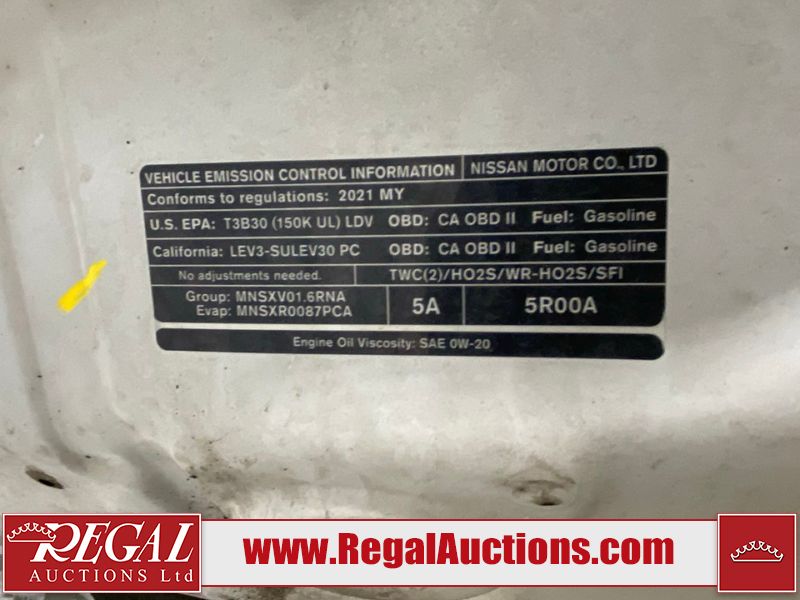 VEHICLE EMISSION CONTROL INFORMATION NISSAN MOTOR CO., LTD
Conforms to regulations: 2021 MY
U.S. EPA: T3B30 (150K UL) LDV OBD: CA OBD II Fuel: Gasoline
California: LEV3-SULEV30 PC OBD: CA OBD II Fuel: Gasoline
No adjustments needed. TWC(2)/HO2S/WR-HO2S/SFI
Group: MNSXV01.6RNA
Evap: MNSXR0087PCA
5A 5R00A
Engine Oil Viscosity: SAE 0W-20
REGAL
AUCTIONS Ltd
www.RegalAuctions.com